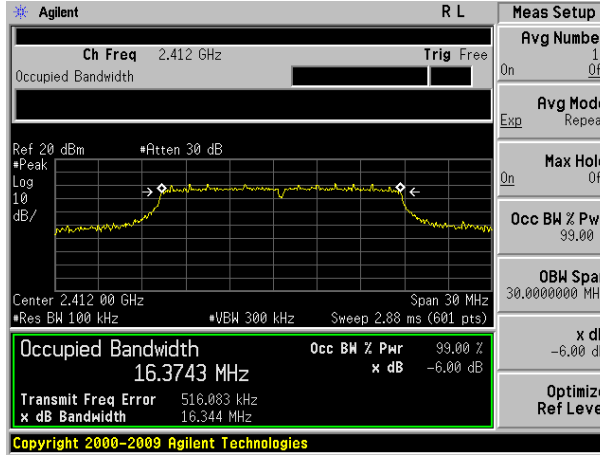 Agilent R L
Ch Freq 2.412 GHz Trig Free
Occupied Bandwidth
Ref 20 dBm #Atten 30 dB
#Peak
Log
10
dB/
Center 2.412 00 GHz Span 30 MHz
#Res BW 100 kHz #VBW 300 kHz Sweep 2.88 ms (601 pts)
Occupied Bandwidth Occ BW % Pwr 99.00 %
16.3743 MHz x dB -6.00 dB
Transmit Freq Error 516.083 kHz
x dB Bandwidth 16.344 MHz
Copyright 2000-2009 Agilent Technologies
Meas Setup
Avg Numbe
1
On Of
Avg Mod
Exp Repea
Max Hol
On Of
Occ BW % Pw
99.00
OBW Spa
30.0000000 MH
x d
-6.00 d
Optimiz
Ref Leve